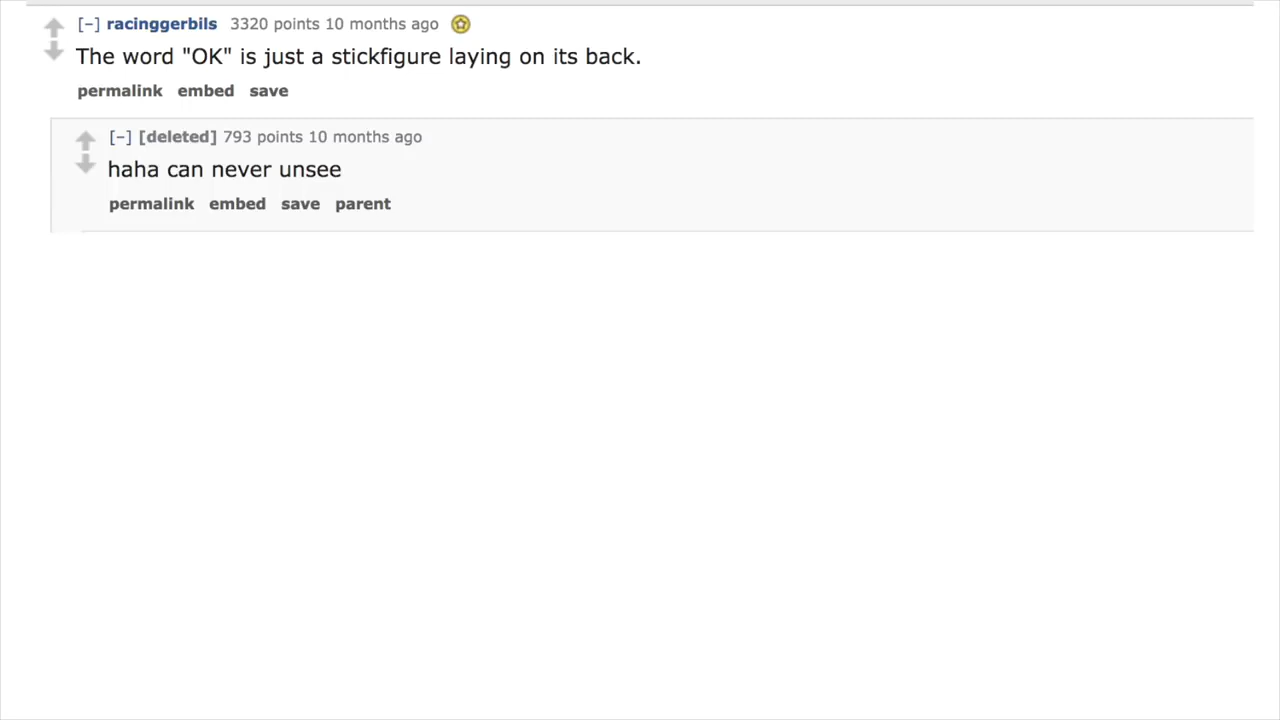 [−] racinggerbils 3320 points 10 months ago
The word "OK" is just a stickfigure laying on its back.
permalink embed save
[−] [deleted] 793 points 10 months ago
haha can never unsee
permalink embed save parent